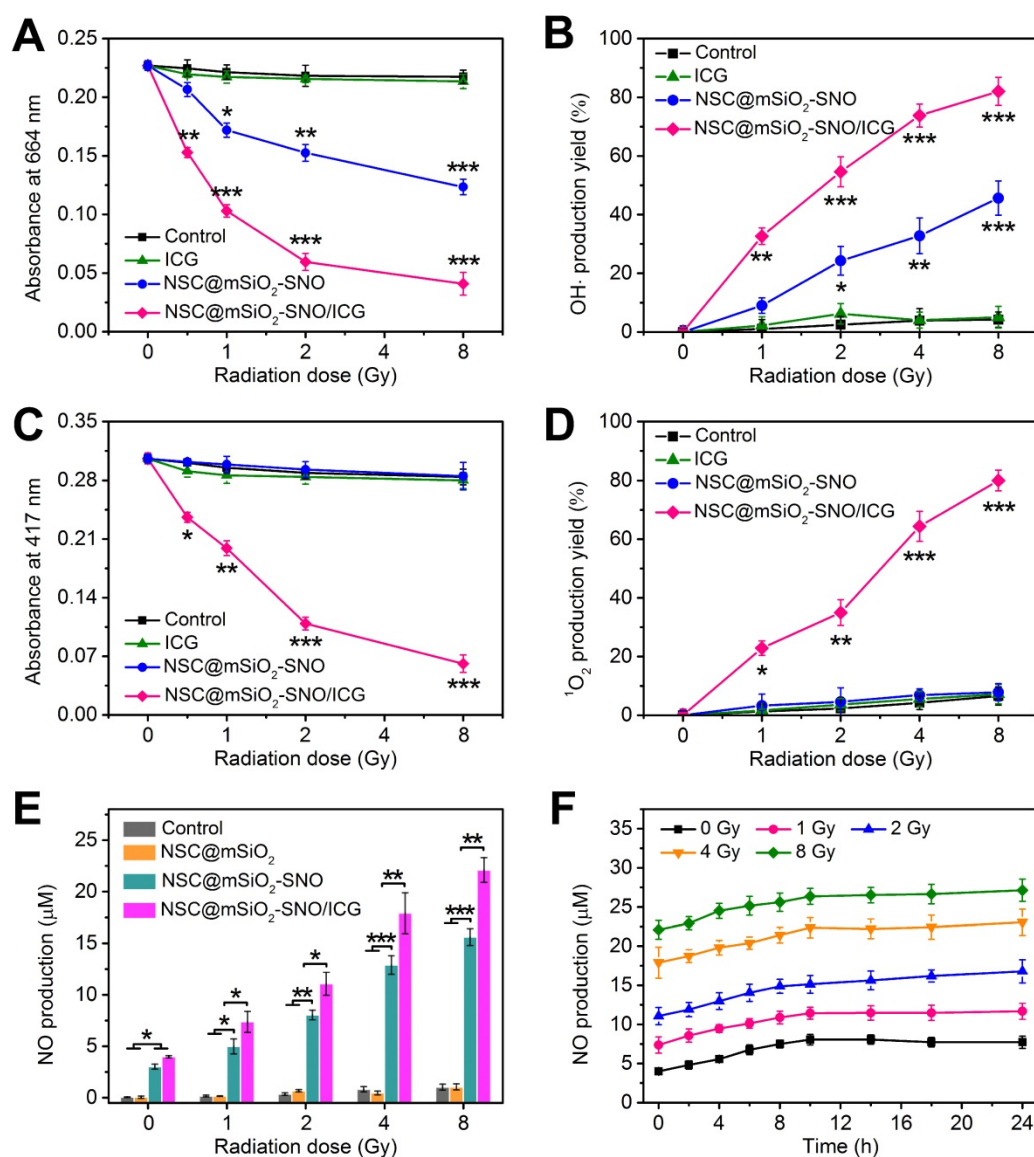 A
0.25
0.20
0.15
0.10
0.05
0.00
Absorbance at 664 nm
*
**
**
***
***
***
***
Control
ICG
NSC@mSiO₂-SNO
NSC@mSiO₂-SNO/ICG
0 1 2 4 8
Radiation dose (Gy)
B
100
80
60
40
20
0
OH· production yield (%)
Control
ICG
NSC@mSiO₂-SNO
NSC@mSiO₂-SNO/ICG
***
***
***
**
***
**
*
0 1 2 4 8
Radiation dose (Gy)
C
0.35
0.28
0.21
0.14
0.07
0.00
Absorbance at 417 nm
*
**
***
***
Control
ICG
NSC@mSiO₂-SNO
NSC@mSiO₂-SNO/ICG
0 1 2 4 8
Radiation dose (Gy)
D
100
80
60
40
20
0
¹O₂ production yield (%)
Control
ICG
NSC@mSiO₂-SNO
NSC@mSiO₂-SNO/ICG
***
***
**
*
0 1 2 4 8
Radiation dose (Gy)
E
25
20
15
10
5
0
NO production (μM)
Control
NSC@mSiO₂
NSC@mSiO₂-SNO
NSC@mSiO₂-SNO/ICG
*
*
*
*
**
**
***
**
***
0 1 2 4 8
Radiation dose (Gy)
F
35
30
25
20
15
10
5
0
NO production (μM)
0 Gy 1 Gy 2 Gy
4 Gy 8 Gy
0 4 8 12 16 20 24
Time (h)